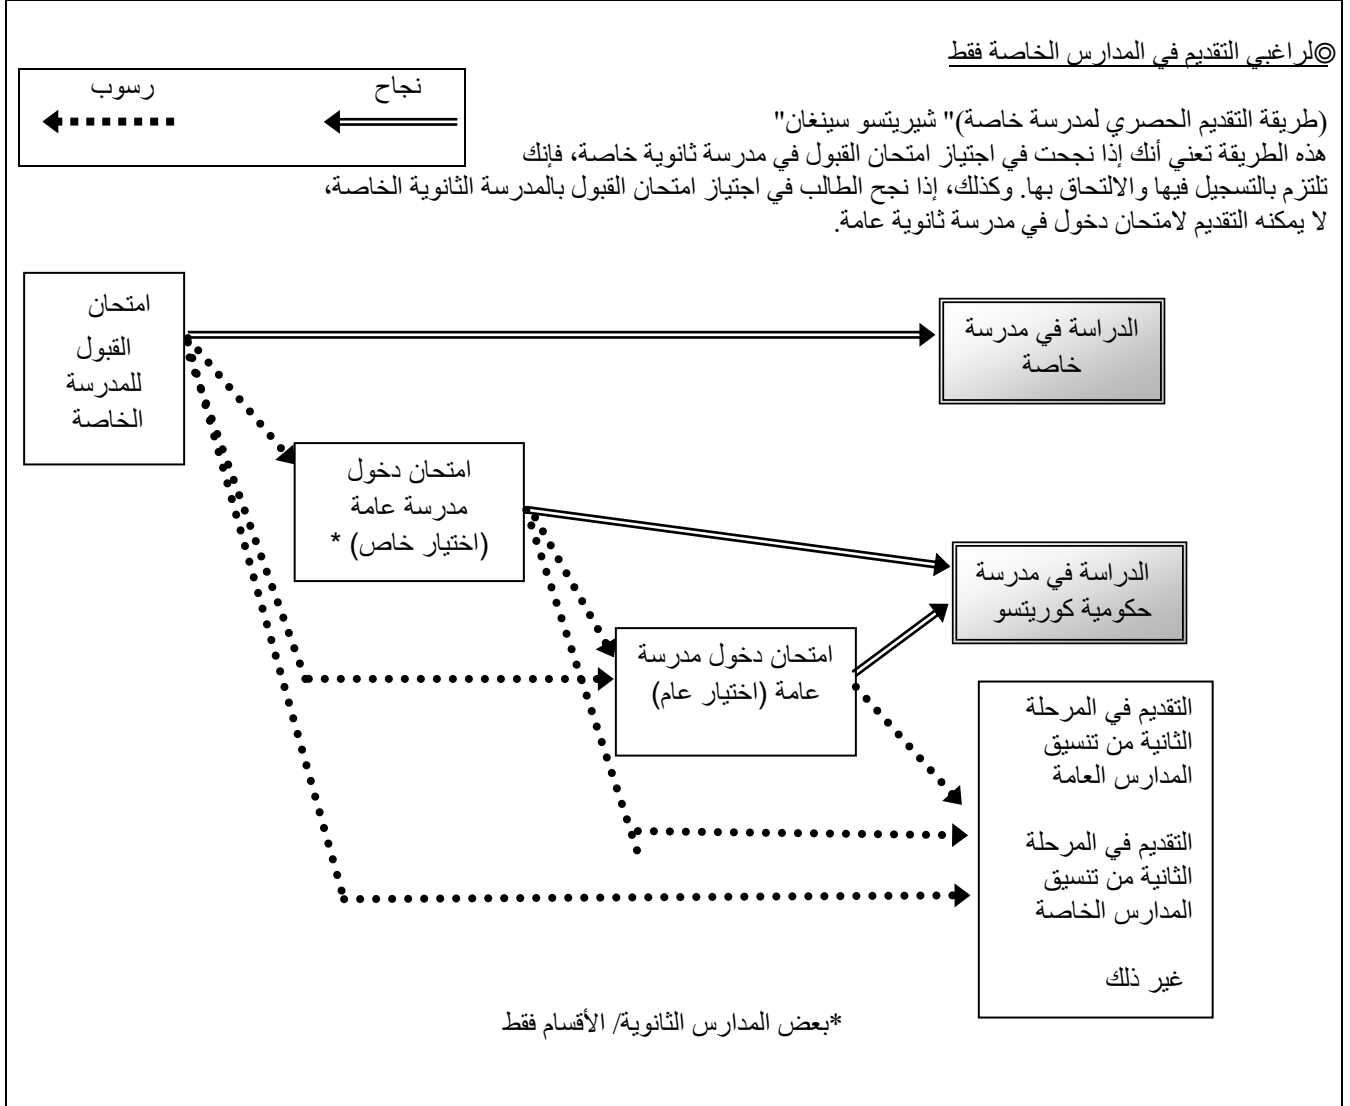 ◎لراغبي التقديم في المدارس الخاصة فقط
نجاح
رسوب
(طريقة التقديم الحصري لمدرسة خاصة)" شيريتسو سينغان"
هذه الطريقة تعني أنك إذا نجحت في اجتياز امتحان القبول في مدرسة ثانوية خاصة، فإنك
تلتزم بالتسجيل فيها والالتحاق بها. وكذلك، إذا نجح الطالب في اجتياز امتحان القبول بالمدرسة الثانوية الخاصة،
لا يمكنه التقديم لامتحان دخول في مدرسة ثانوية عامة.
امتحان
القبول
للمدرسة
الخاصة
الدراسة في مدرسة
خاصة
امتحان دخول
مدرسة عامة
(اختيار خاص) *
الدراسة في مدرسة
حكومية كوريتسو
امتحان دخول مدرسة
عامة (اختيار عام)
التقديم في المرحلة
الثانية من تنسيق
المدارس العامة
التقديم في المرحلة
الثانية من تنسيق
المدارس الخاصة
غير ذلك
*بعض المدارس الثانوية/ الأقسام فقط